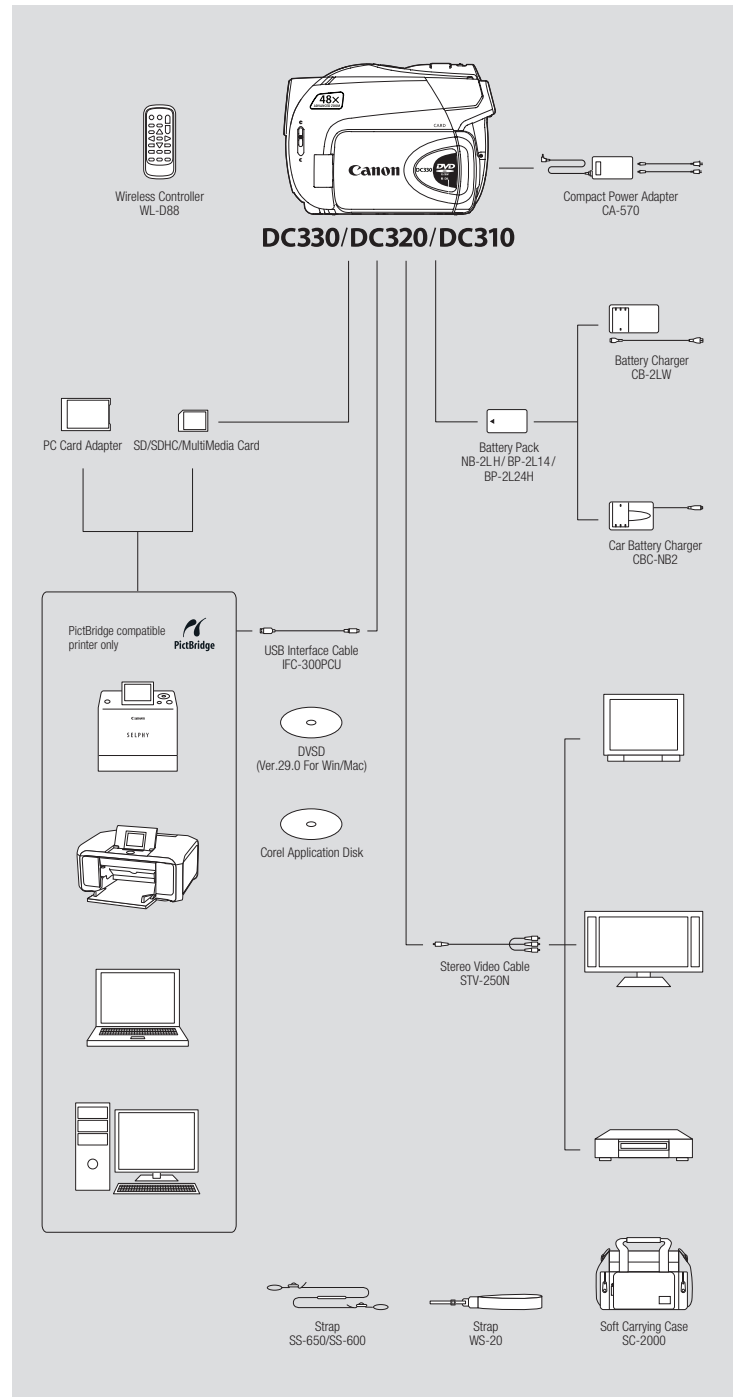 48×
ADVANCED ZOOM
CARD
Canon
DC330
DVD
Wireless Controller
WL-D88
Compact Power Adapter
CA-570
DC330/DC320/DC310
Battery Charger
CB-2LW
PC Card Adapter
SD/SDHC/MultiMedia Card
Battery Pack
NB-2LH/ BP-2L14/
BP-2L24H
Car Battery Charger
CBC-NB2
PictBridge compatible
printer only
PictBridge
USB Interface Cable
IFC-300PCU
Canon
SELPHY
DVSD
(Ver.29.0 For Win/Mac)
Corel Application Disk
Stereo Video Cable
STV-250N
Strap
SS-650/SS-600
Strap
WS-20
Soft Carrying Case
SC-2000